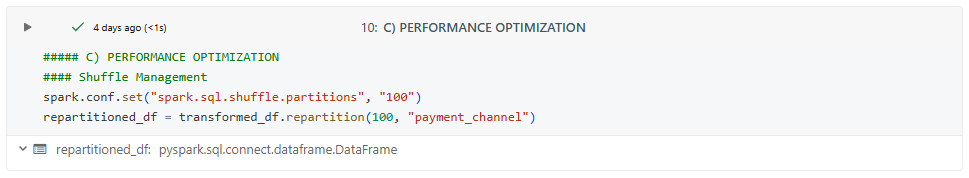 4 days ago (<1s)
10: C) PERFORMANCE OPTIMIZATION
##### C) PERFORMANCE OPTIMIZATION
#### Shuffle Management
spark.conf.set("spark.sql.shuffle.partitions", "100")
repartitioned_df = transformed_df.repartition(100, "payment_channel")
repartitioned_df: pyspark.sql.connect.dataframe.DataFrame